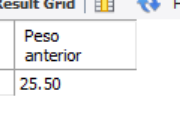 Result Grid
Peso
anterior
25.50